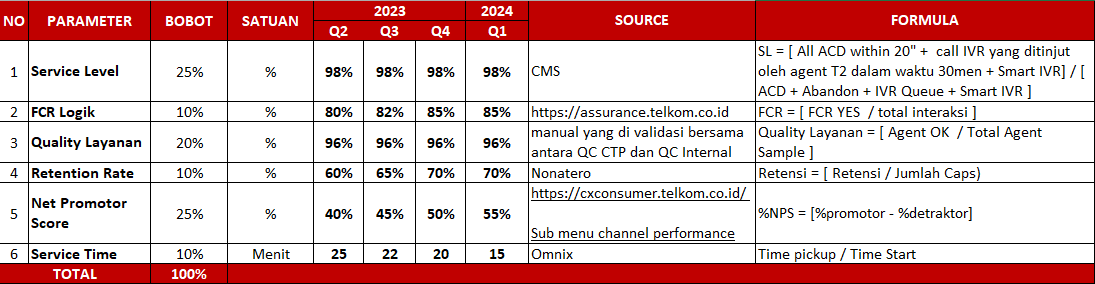 NO PARAMETER BOBOT SATUAN 2023 2024 SOURCE FORMULA
Q2 Q3 Q4 Q1
1 Service Level 25% % 98% 98% 98% 98% CMS SL = [ All ACD within 20" + call IVR yang ditinjut
oleh agent T2 dalam waktu 30men + Smart IVR] / [
ACD + Abandon + IVR Queue + Smart IVR ]
2 FCR Logik 10% % 80% 82% 85% 85% https://assurance.telkom.co.id FCR = [ FCR YES / total interaksi ]
3 Quality Layanan 20% % 96% 96% 96% 96% manual yang di validasi bersama Quality Layanan = [ Agent OK / Total Agent
antara QC CTP dan QC Internal Sample ]
4 Retention Rate 10% % 60% 65% 70% 70% Nonatero Retensi = [ Retensi / Jumlah Caps)
5 Net Promotor
Score 25% % 40% 45% 50% 55% https://cxconsumer.telkom.co.id/
Sub menu channel performance %NPS = [%promotor - %detraktor]
6 Service Time 10% Menit 25 22 20 15 Omnix Time pickup / Time Start
TOTAL 100%